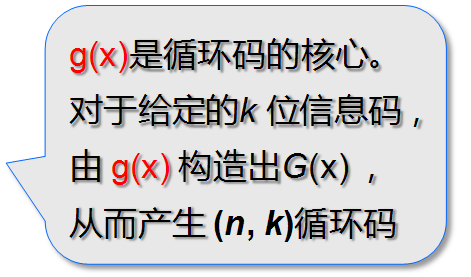 g(x)是循环码的核心。
对于给定的k 位信息码，
由 g(x) 构造出G(x) ，
从而产生 (n, k)循环码